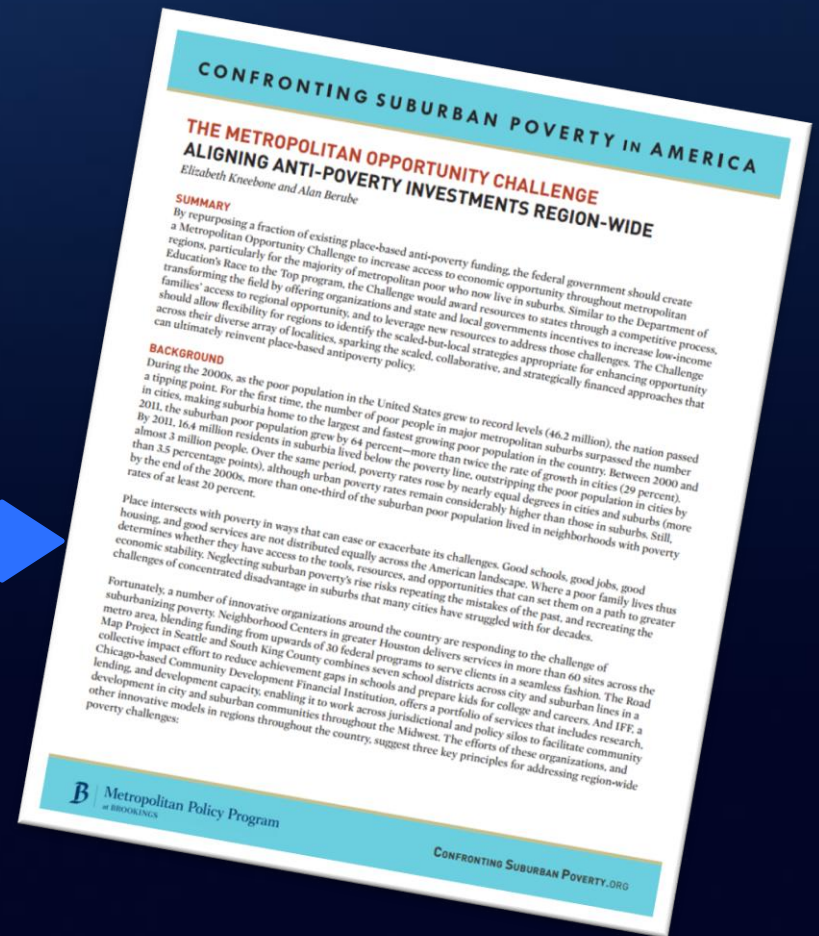 CONFRONTING SUBURBAN POVERTY IN AMERICA
THE METROPOLITAN OPPORTUNITY CHALLENGE
ALIGNING ANTI-POVERTY INVESTMENTS REGION-WIDE
Elizabeth Kneebone and Alan Berube
SUMMARY
By repurposing a fraction of existing place-based anti-poverty funding, the federal government should create
a Metropolitan Opportunity Challenge to increase access to economic opportunity throughout metropolitan
regions, particularly for the majority of metropolitan poor who now live in suburbs. Similar to the Department of
Education's Race to the Top program, the Challenge would award resources to states through a competitive process,
transforming the field by offering organizations and state and local governments incentives to increase low-income
families' access to regional opportunity, and to leverage new resources to address those challenges. The Challenge
should allow flexibility for regions to identify the scaled-but-local strategies appropriate for enhancing opportunity
across their diverse array of localities, sparking the scaled, collaborative, and strategically financed approaches that
can ultimately reinvent place-based antipoverty policy.
BACKGROUND
During the 2000s, as the poor population in the United States grew to record levels (46.2 million), the nation passed
a tipping point. For the first time, the number of poor people in major metropolitan suburbs surpassed the number
in cities, making suburbia home to the largest and fastest growing poor population in the country. Between 2000 and
2011, the suburban poor population grew by 64 percent—more than twice the rate of growth in cities (29 percent).
By 2011, 16.4 million residents in suburbia lived below the poverty line, outstripping the poor population in cities by
almost 3 million people. Over the same period, poverty rates rose by nearly equal degrees in cities and suburbs (more
than 3.5 percentage points), although urban poverty rates remain considerably higher than those in suburbs. Still,
by the end of the 2000s, more than one-third of the suburban poor population lived in neighborhoods with poverty
rates of at least 20 percent.
Place intersects with poverty in ways that can ease or exacerbate its challenges. Good schools, good jobs, good
housing, and good services are not distributed equally across the American landscape. Where a poor family lives thus
determines whether they have access to the tools, resources, and opportunities that can set them on a path to greater
economic stability. Neglecting suburban poverty's rise risks repeating the mistakes of the past, and recreating the
challenges of concentrated disadvantage in suburbs that many cities have struggled with for decades.
Fortunately, a number of innovative organizations around the country are responding to the challenge of
suburbanizing poverty. Neighborhood Centers in greater Houston delivers services in more than 60 sites across the
metro area, blending funding from upwards of 30 federal programs to serve clients in a seamless fashion. The Road
Map Project in Seattle and South King County combines seven school districts across city and suburban lines in a
collective impact effort to reduce achievement gaps in schools and prepare kids for college and careers. And IFF, a
Chicago-based Community Development Financial Institution, offers a portfolio of services that includes research,
lending, and development capacity, enabling it to work across jurisdictional and policy silos to facilitate community
development in city and suburban communities throughout the Midwest. The efforts of these organizations, and
other innovative models in regions throughout the country, suggest three key principles for addressing region-wide
poverty challenges:
B Metropolitan Policy Program
at BROOKINGS
CONFRONTING SUBURBAN POVERTY.ORG